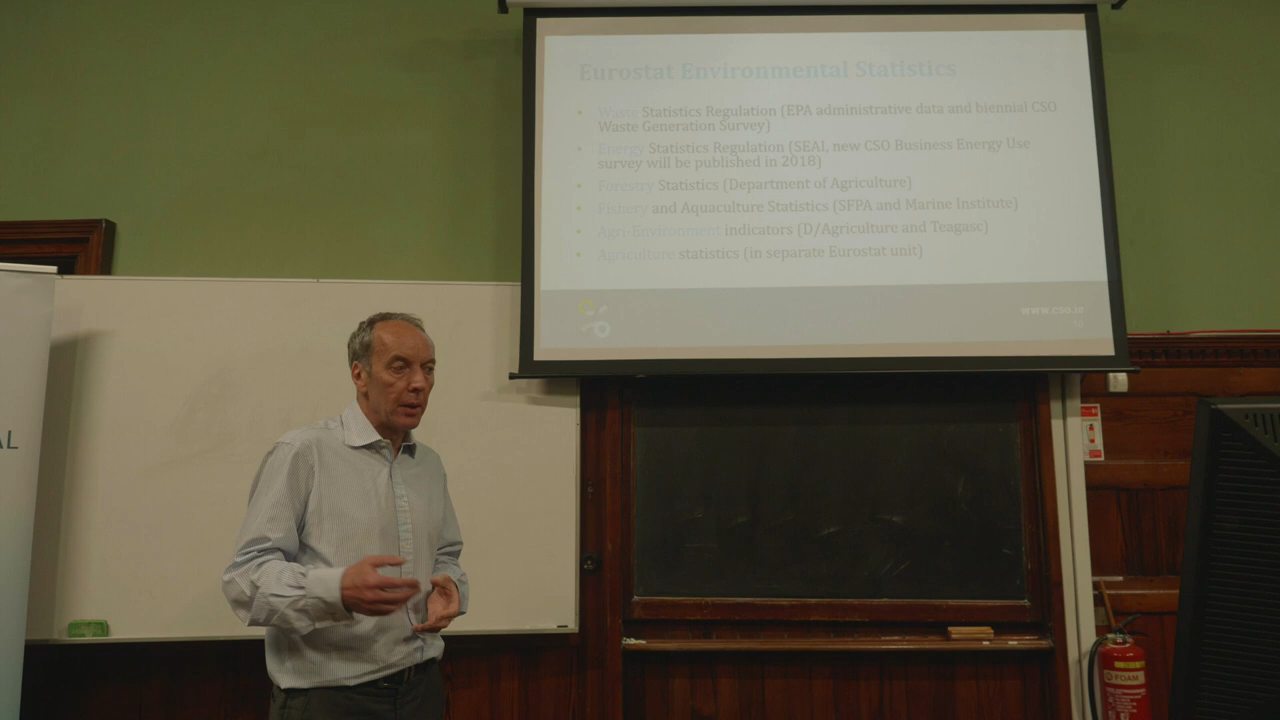 Eurostat Environmental Statistics
• Waste Statistics Regulation (EPA administrative data and biennial CSO
Waste Generation Survey)
• Energy Statistics Regulation (SEAI, new CSO Business Energy Use
survey will be published in 2018)
• Forestry Statistics (Department of Agriculture)
• Fishery and Aquaculture Statistics (SFPA and Marine Institute)
• Agri-Environment indicators (D/Agriculture and Teagasc)
• Agriculture statistics (in separate Eurostat unit)
www.cso.ie
AL
FOAM